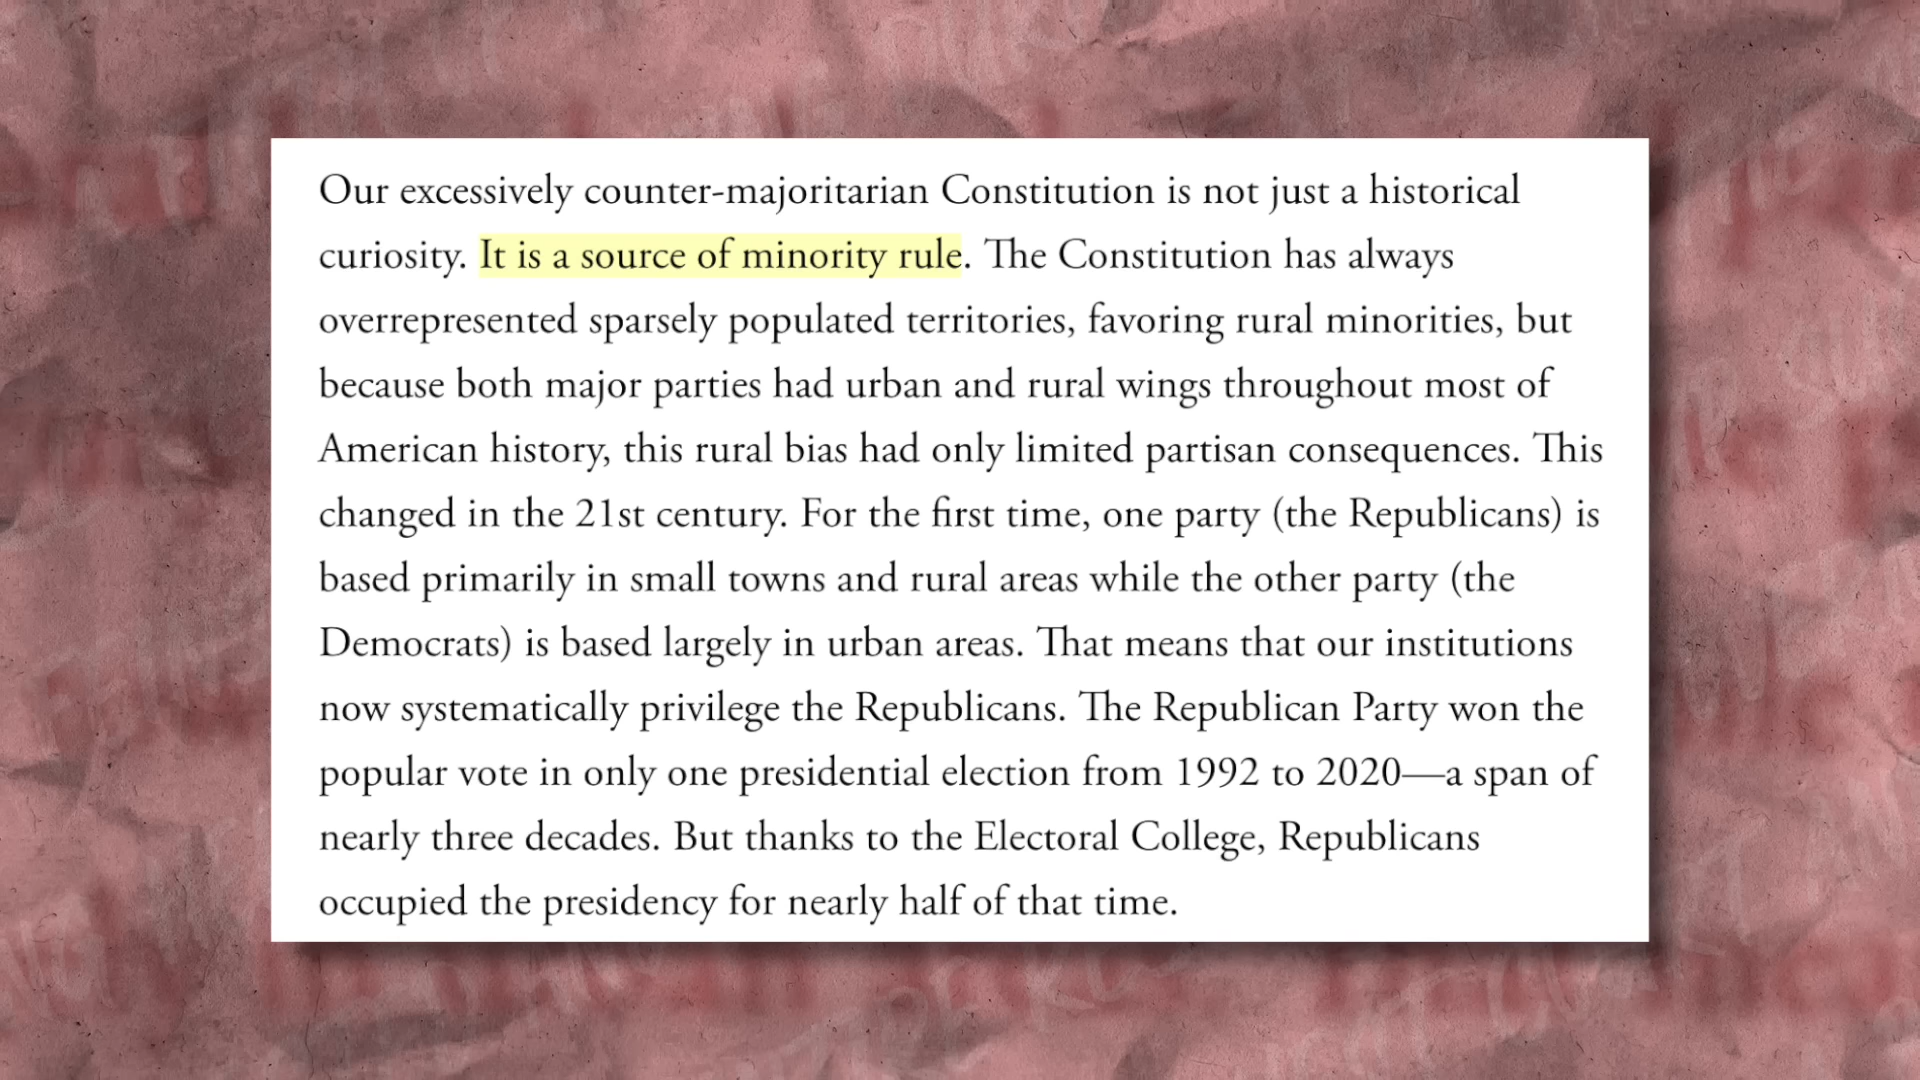 Our excessively counter-majoritarian Constitution is not just a historical
curiosity. It is a source of minority rule. The Constitution has always
overrepresented sparsely populated territories, favoring rural minorities, but
because both major parties had urban and rural wings throughout most of
American history, this rural bias had only limited partisan consequences. This
changed in the 21st century. For the first time, one party (the Republicans) is
based primarily in small towns and rural areas while the other party (the
Democrats) is based largely in urban areas. That means that our institutions
now systematically privilege the Republicans. The Republican Party won the
popular vote in only one presidential election from 1992 to 2020—a span of
nearly three decades. But thanks to the Electoral College, Republicans
occupied the presidency for nearly half of that time.